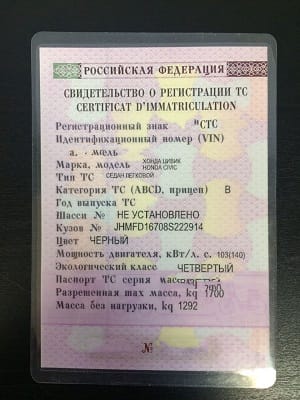 РОССИЙСКАЯ ФЕДЕРАЦИЯ
СВИДЕТЕЛЬСТВО О РЕГИСТРАЦИИ ТС
CERTIFICAT D'IMMATRICULATION
Регистрационный знак "СТС
Идентификационный номер (VIN)
а.
Марка, модель ХОНДА ЦИВИК
HONDA CIVIC
Тип ТС СЕДАН ЛЕГКОВОЙ
Категория ТС (ABCD, прицеп) B
Год выпуска ТС
Шасси № НЕ УСТАНОВЛЕНО
Кузов № JHMFD16708S222914
Цвет ЧЕРНЫЙ
Мощность двигателя, кВт/л. с. 103(140)
Экологический класс ЧЕТВЕРТЫЙ
Паспорт ТС серия
Разрешенная шах масса, kg 1700
Масса без нагрузки, kg 1292
№